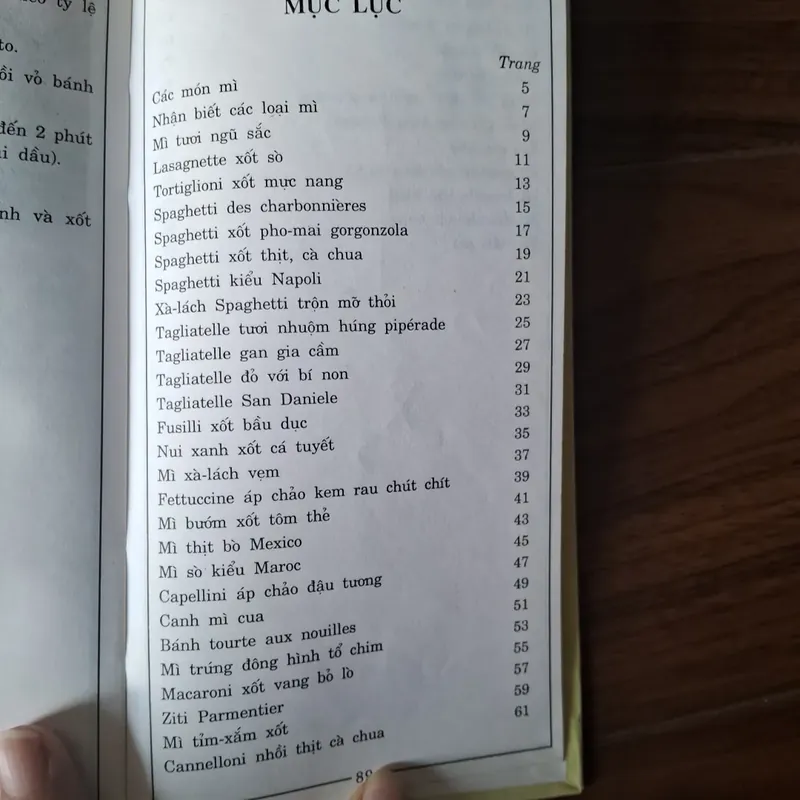 tỷ lệ
vỏ bánh
đến 2 phút
dầu).
và xốt
MỤC LỤC
Trang
Các món mì 5
Nhận biết các loại mì 7
Mì tươi ngũ sắc 9
Lasagnette xốt sò 11
Tortiglioni xốt mực nang 13
Spaghetti des charbonnières 15
Spaghetti xốt pho-mai gorgonzola 17
Spaghetti xốt thịt, cà chua 19
Spaghetti kiểu Napoli 21
Xà-lách Spaghetti trộn mỡ thỏi 23
Tagliatelle tươi nhuộm húng pipérade 25
Tagliatelle gan gia cầm 27
Tagliatelle đỏ với bí non 29
Tagliatelle San Daniele 31
Fusilli xốt bầu dục 33
Nui xanh xốt cá tuyết 35
Mì xà-lách vẹm 37
Fettuccine áp chảo kem rau chút chít 39
Mì bướm xốt tôm thẻ 41
Mì thịt bò Mexico 43
Mì sò kiểu Maroc 45
Capellini áp chảo đậu tương 47
Canh mì cua 49
Bánh tourte aux nouilles 51
Mì trứng đông hình tổ chim 53
Macaroni xốt vang bỏ lò 55
Ziti Parmentier 57
Mì tỉm-xắm xốt 59
Cannelloni nhồi thịt cà chua 61